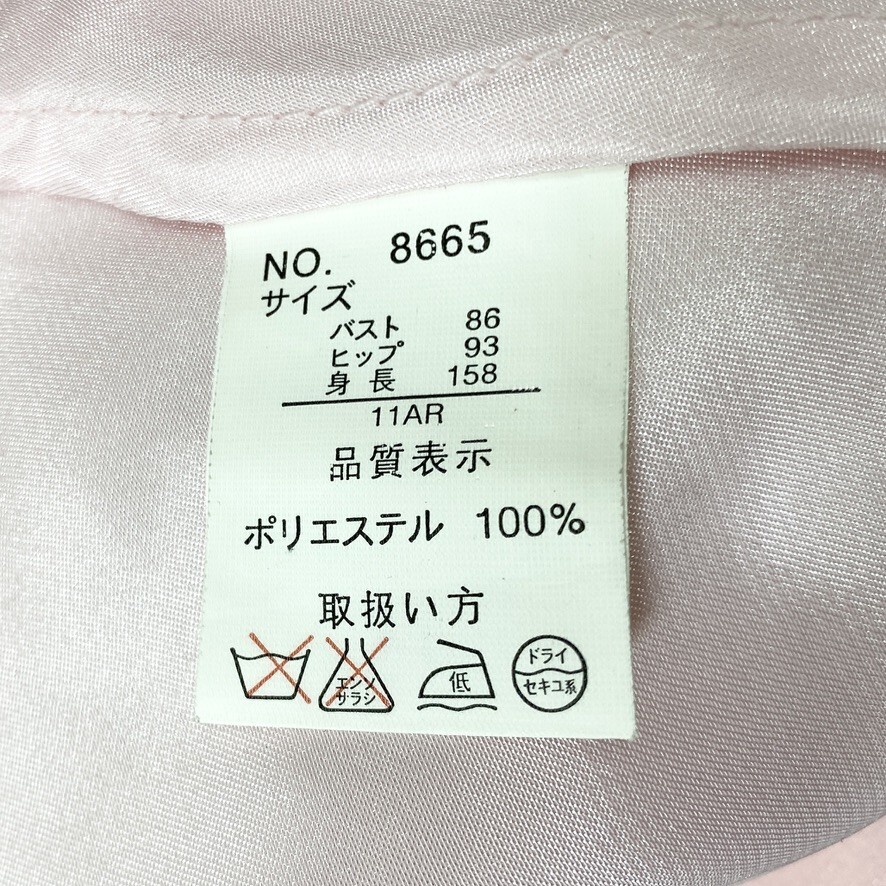 NO. 8665
サイズ
バスト 86
ヒップ 93
身長 158
11AR
品質表示
ポリエステル 100%
取扱い方
エンソ
サラシ
低
ドライ
セキユ系